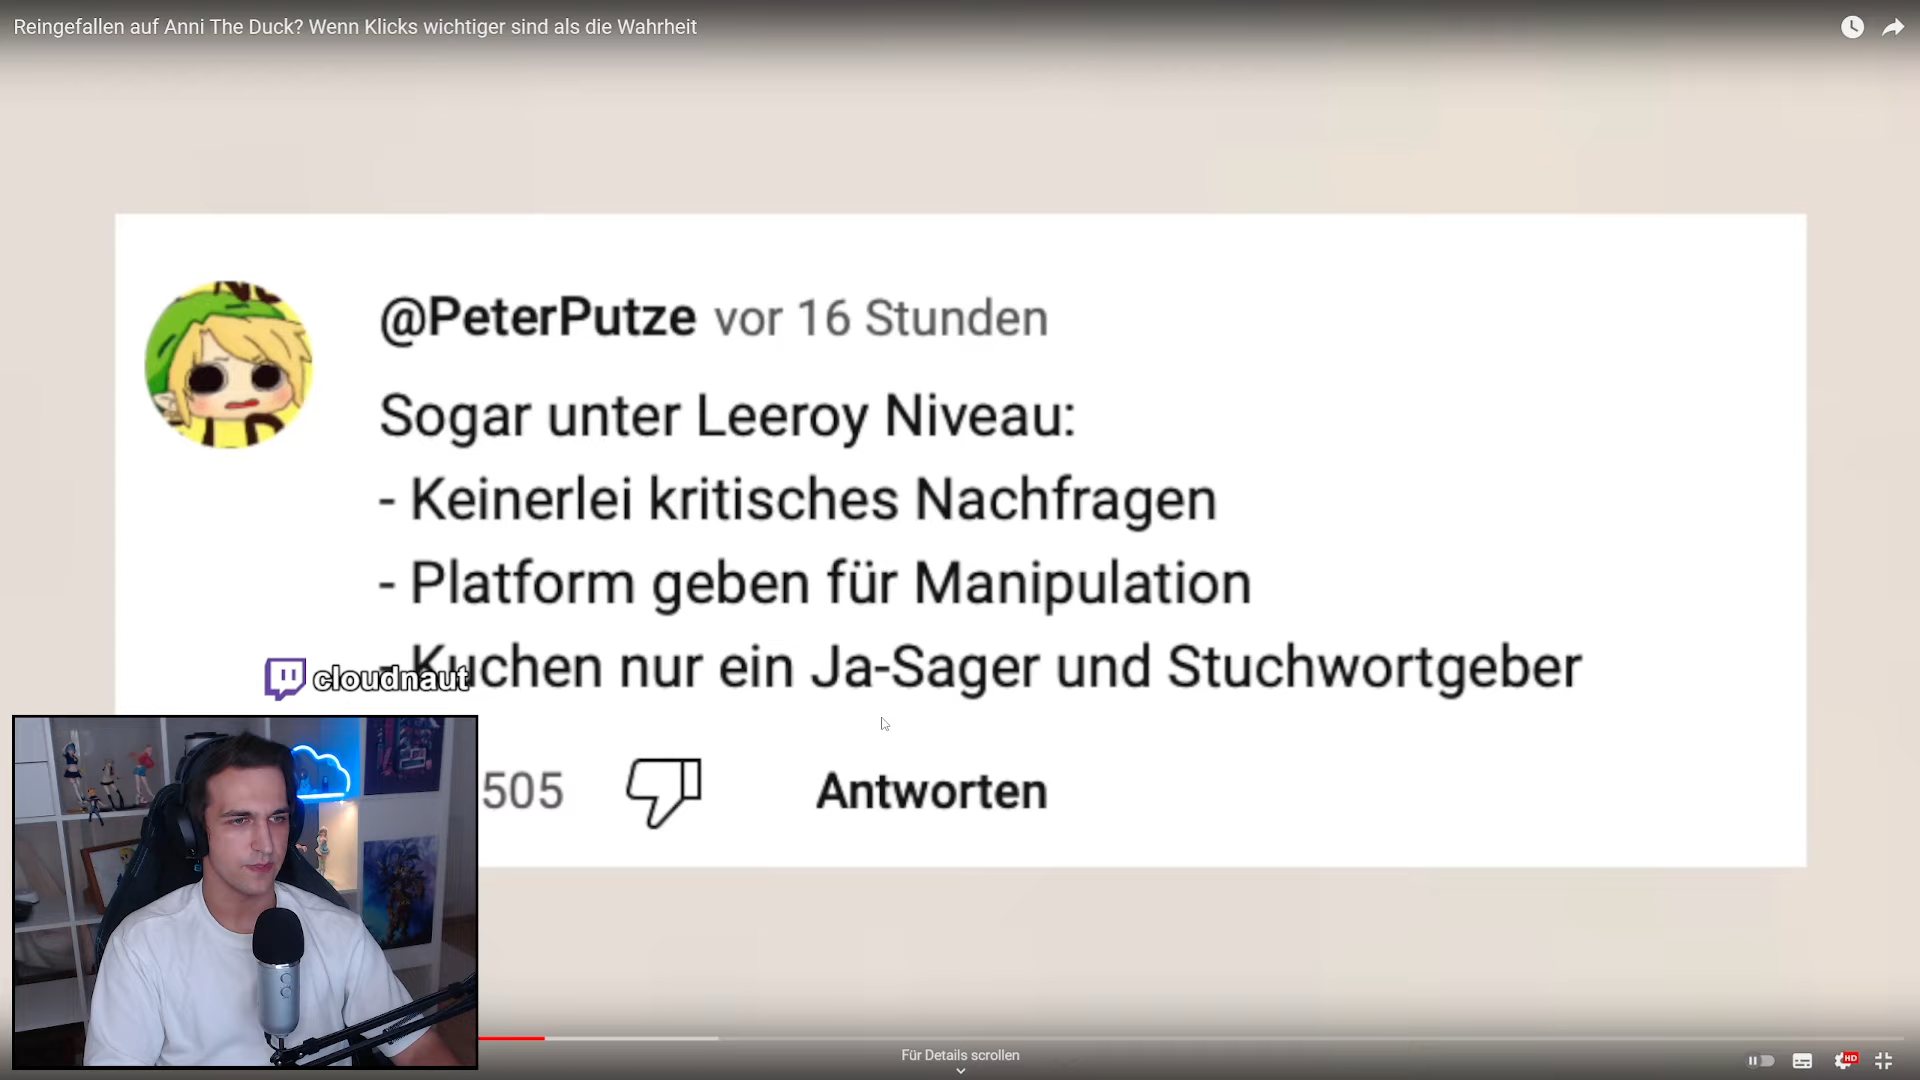 Reingefallen auf Anni The Duck? Wenn Klicks wichtiger sind als die Wahrheit
@PeterPutze vor 16 Stunden
Sogar unter Leeroy Niveau:
- Keinerlei kritisches Nachfragen
- Platform geben für Manipulation
- Kuchen nur ein Ja-Sager und Stuchwortgeber
cloudnaut
505
Antworten
Für Details scrollen
HD